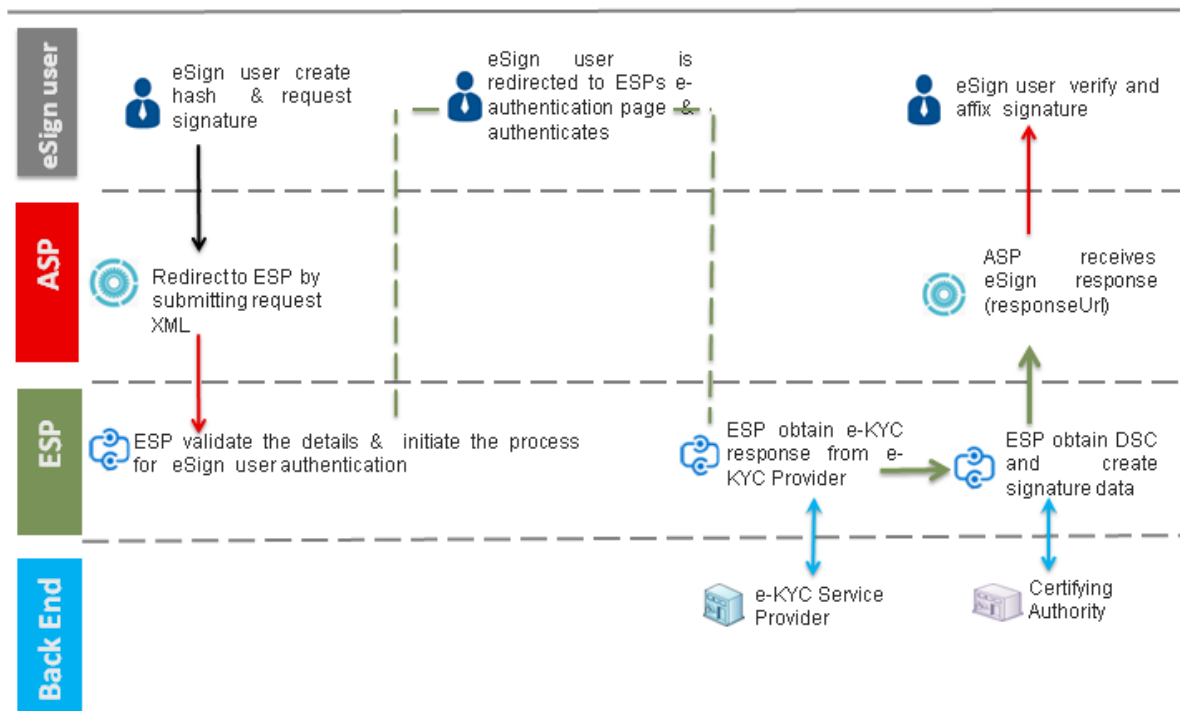 eSign user
eSign user create
hash & request
signature
eSign user is
redirected to ESPs e-
authentication page &
authenticates
eSign user verify and
affix signature
ASP
Redirect to ESP by
submitting request
XML
ASP receives
eSign response
(responseUrl)
ESP
ESP validate the details & initiate the process
for eSign user authentication
ESP obtain e-KYC
response from e-
KYC Provider
ESP obtain DSC
and create
signature data
Back End
e-KYC Service
Provider
Certifying
Authority